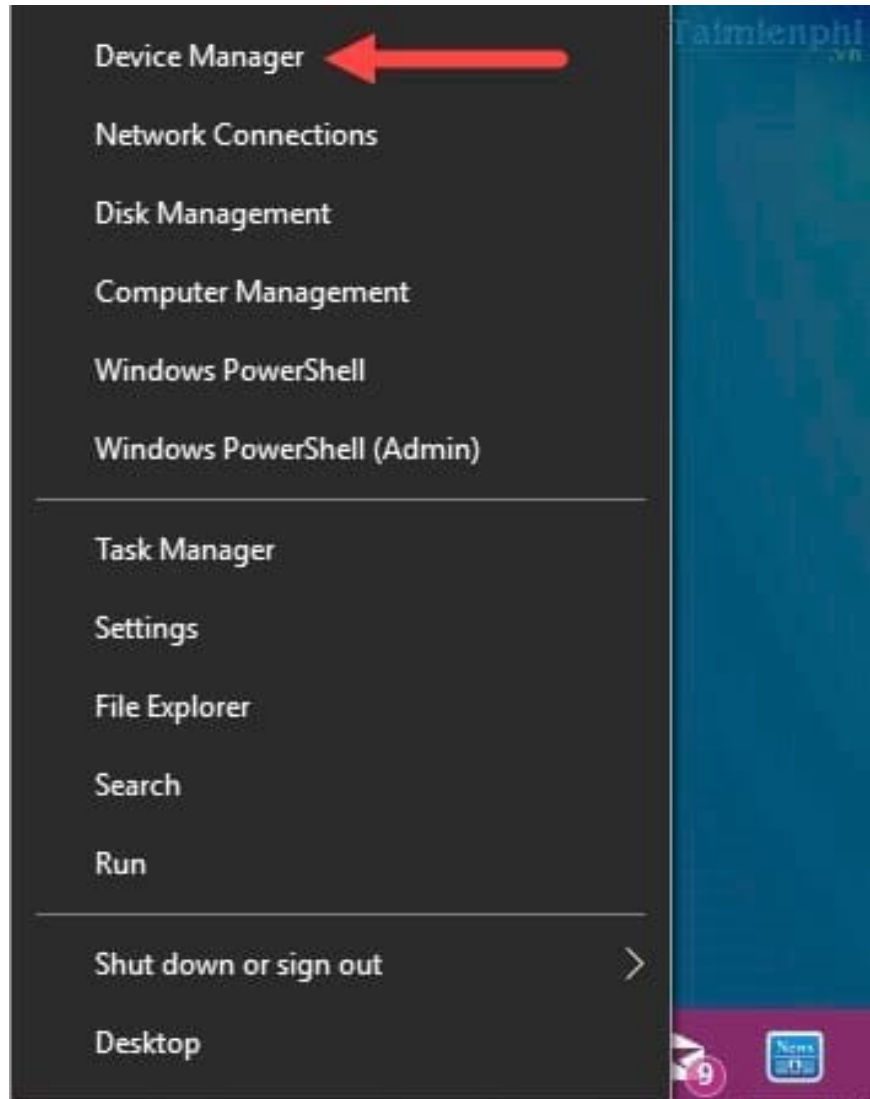 Taimienphi
.vn
Device Manager
Network Connections
Disk Management
Computer Management
Windows PowerShell
Windows PowerShell (Admin)
Task Manager
Settings
File Explorer
Search
Run
Shut down or sign out
Desktop
9
News